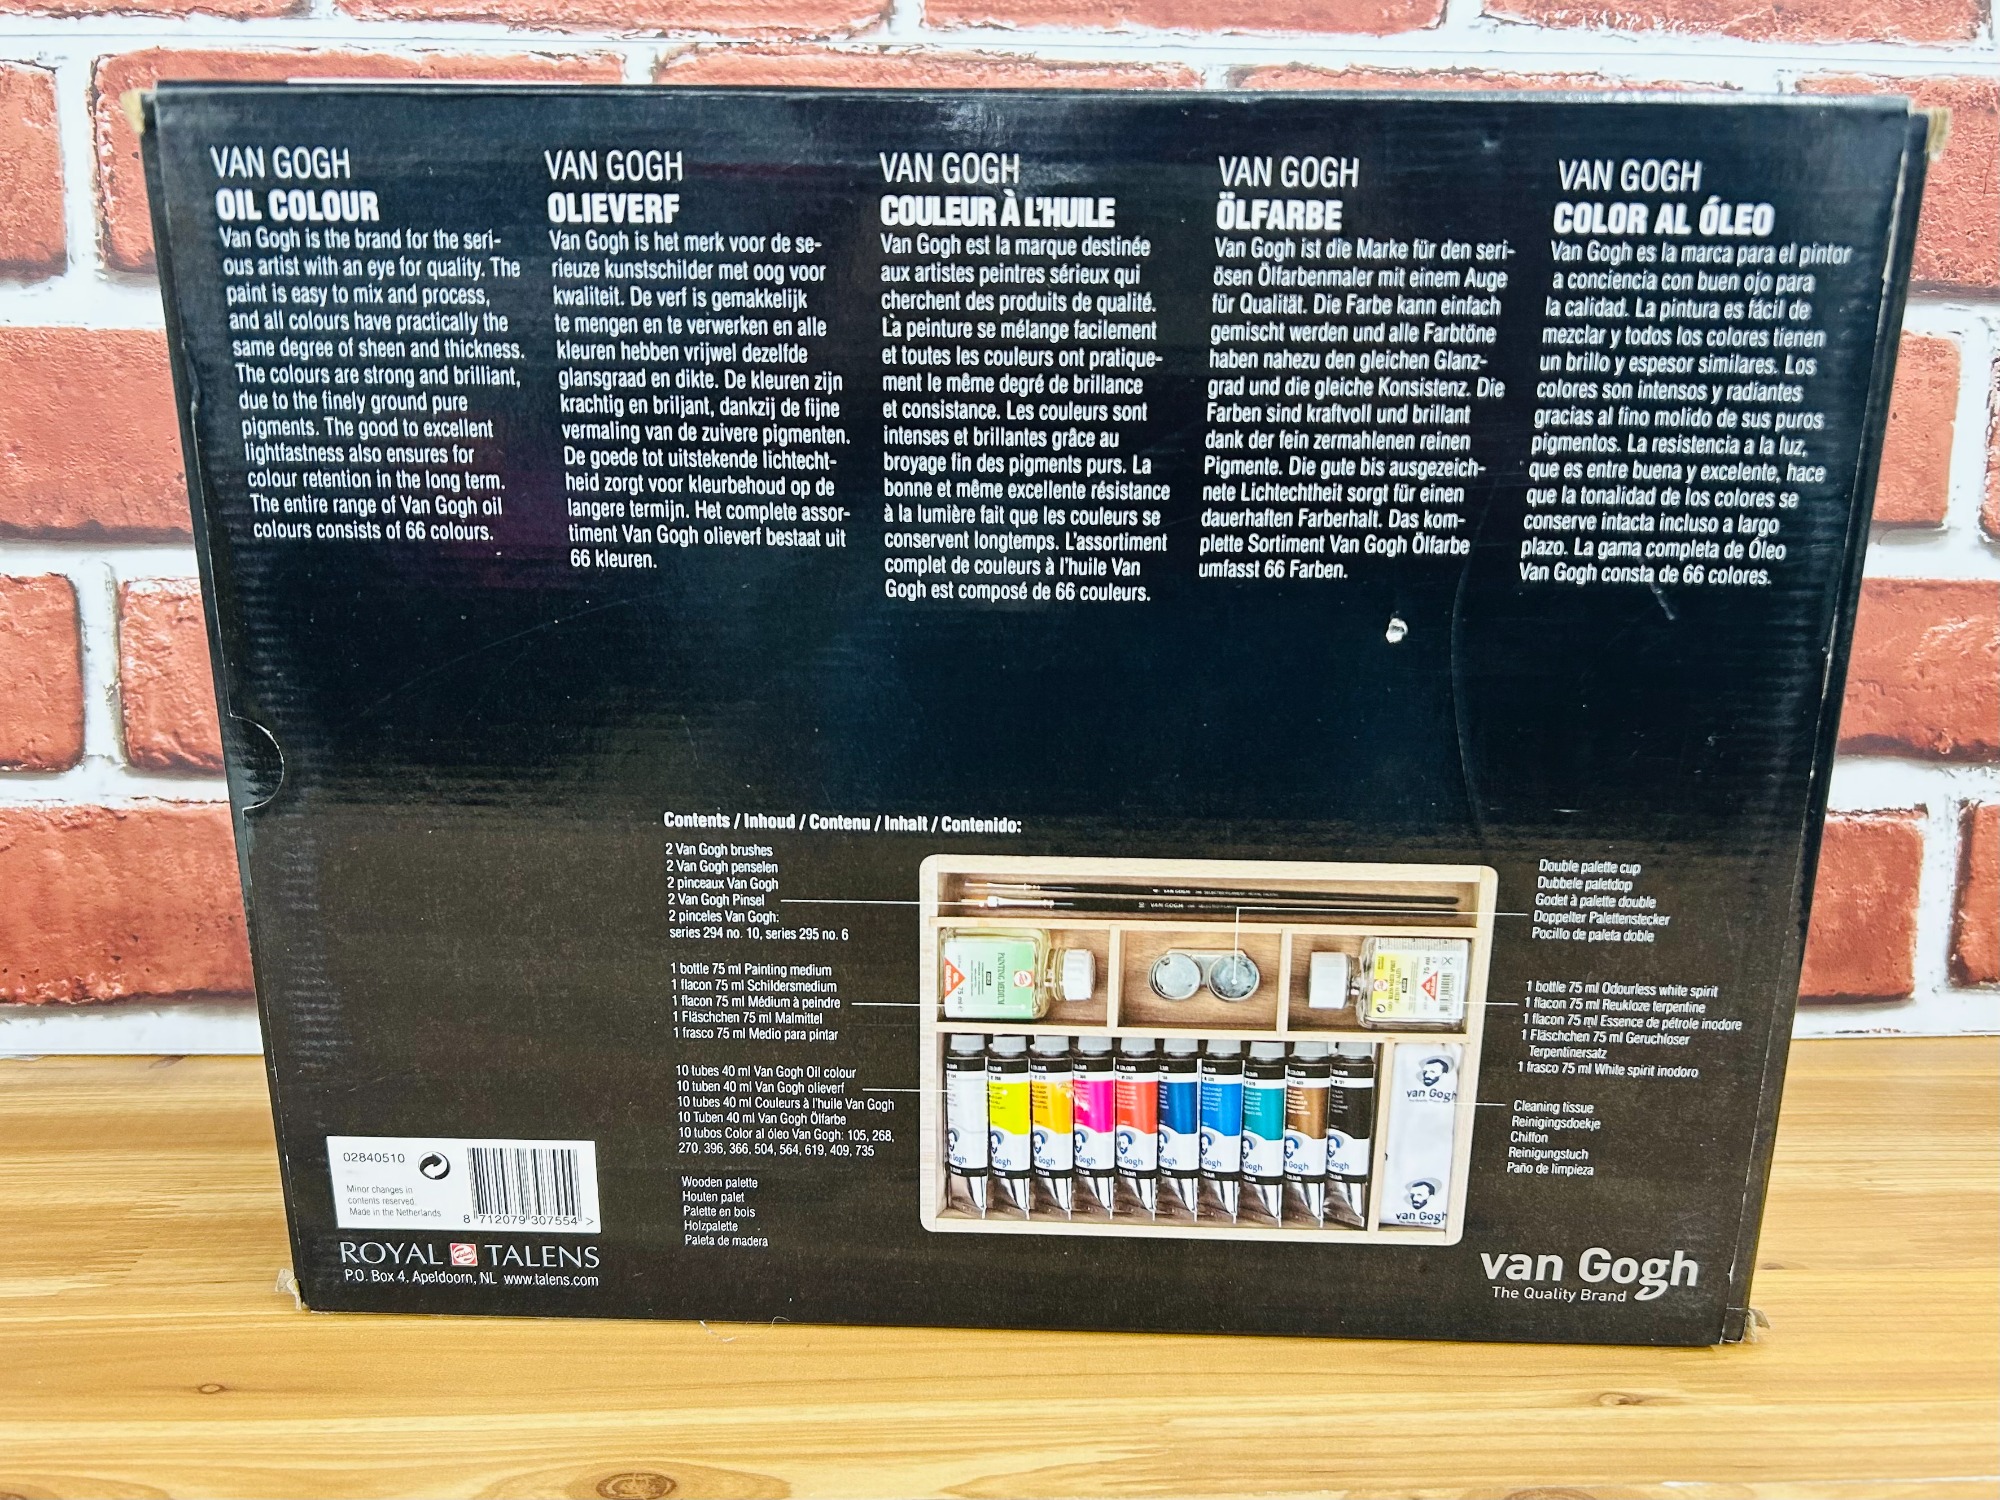 VAN GOGH
OIL COLOUR
Van Gogh is the brand for the seri-
ous artist with an eye for quality. The
paint is easy to mix and process,
and all colours have practically the
same degree of sheen and thickness.
The colours are strong and brilliant,
due to the finely ground pure
pigments. The good to excellent
lightfastness also ensures for
colour retention in the long term.
The entire range of Van Gogh oil
colours consists of 66 colours.
VAN GOGH
OLIEVERF
Van Gogh is het merk voor de se-
rieuze kunstschilder met oog voor
kwaliteit. De verf is gemakkelijk
te mengen en te verwerken en alle
kleuren hebben vrijwel dezelfde
glansgraad en dikte. De kleuren zijn
krachtig en briljant, dankzij de fijne
vermaling van de zuivere pigmenten.
De goede tot uitstekende lichtecht-
heid zorgt voor kleurbehoud op de
langere termijn. Het complete assor-
timent Van Gogh olieverf bestaat uit
66 kleuren.
VAN GOGH
COULEUR À L'HUILE
Van Gogh est la marque destinée
aux artistes peintres sérieux qui
cherchent des produits de qualité.
La peinture se mélange facilement
et toutes les couleurs ont pratique-
ment le même degré de brillance
et consistance. Les couleurs sont
intenses et brillantes grâce au
broyage fin des pigments purs. La
bonne et même excellente résistance
à la lumière fait que les couleurs se
conservent longtemps. L'assortiment
complet de couleurs à l'huile Van
Gogh est composé de 66 couleurs.
VAN GOGH
ÖLFARBE
Van Gogh ist die Marke für den seri-
ösen Ölfarbenmaler mit einem Auge
für Qualität. Die Farbe kann einfach
gemischt werden und alle Farbtöne
haben nahezu den gleichen Glanz-
grad und die gleiche Konsistenz. Die
Farben sind kraftvoll und brillant
dank der fein zermahlenen reinen
Pigmente. Die gute bis ausgezeich-
nete Lichtechtheit sorgt für einen
dauerhaften Farberhalt. Das kom-
plette Sortiment Van Gogh Ölfarbe
umfasst 66 Farben.
VAN GOGH
COLOR AL ÓLEO
Van Gogh es la marca para el pintor
a conciencia con buen ojo para
la calidad. La pintura es fácil de
mezclar y todos los colores tienen
un brillo y espesor similares. Los
colores son intensos y radiantes
gracias al fino molido de sus puros
pigmentos. La resistencia a la luz,
que es entre buena y excelente, hace
que la tonalidad de los colores se
conserve intacta incluso a largo
plazo. La gama completa de Óleo
Van Gogh consta de 66 colores.
Contents / Inhoud / Contenu / Inhalt / Contenido:
2 Van Gogh brushes
2 Van Gogh penselen
2 pinceaux Van Gogh
2 Van Gogh Pinsel
2 pinceles Van Gogh:
series 294 no. 10, series 295 no. 6
1 bottle 75 ml Painting medium
1 flacon 75 ml Schildersmedium
1 flacon 75 ml Médium à peindre
1 Fläschchen 75 ml Malmittel
1 frasco 75 ml Medio para pintar
10 tubes 40 ml Van Gogh Oil colour
10 tuben 40 ml Van Gogh olieverf
10 tubes 40 ml Couleurs à l'huile Van Gogh
10 Tuben 40 ml Van Gogh Ölfarbe
10 tubos Color al óleo Van Gogh: 105, 268,
270, 396, 366, 504, 564, 619, 409, 735
Wooden palette
Houten palet
Palette en bois
Holzpalette
Paleta de madera
VAN GOGH
VAN GOGH
PAINTING MEDIUM
75 ml
75 ml
van Gogh
van Gogh
Double palette cup
Dubbele paletdop
Godet à palette double
Doppelter Palettenstecker
Pocillo de paleta doble
1 bottle 75 ml Odourless white spirit
1 flacon 75 ml Reukloze terpentine
1 flacon 75 ml Essence de pétrole inodore
1 Fläschchen 75 ml Geruchloser
Terpentinersatz
1 frasco 75 ml White spirit inodoro
Cleaning tissue
Reinigingsdoekje
Chiffon
Reinigungstuch
Paño de limpieza
02840510
Minor changes in
contents reserved.
Made in the Netherlands
8 712079 307554 >
ROYAL TALENS
P.O. Box 4, Apeldoorn, NL www.talens.com
van Gogh
The Quality Brand